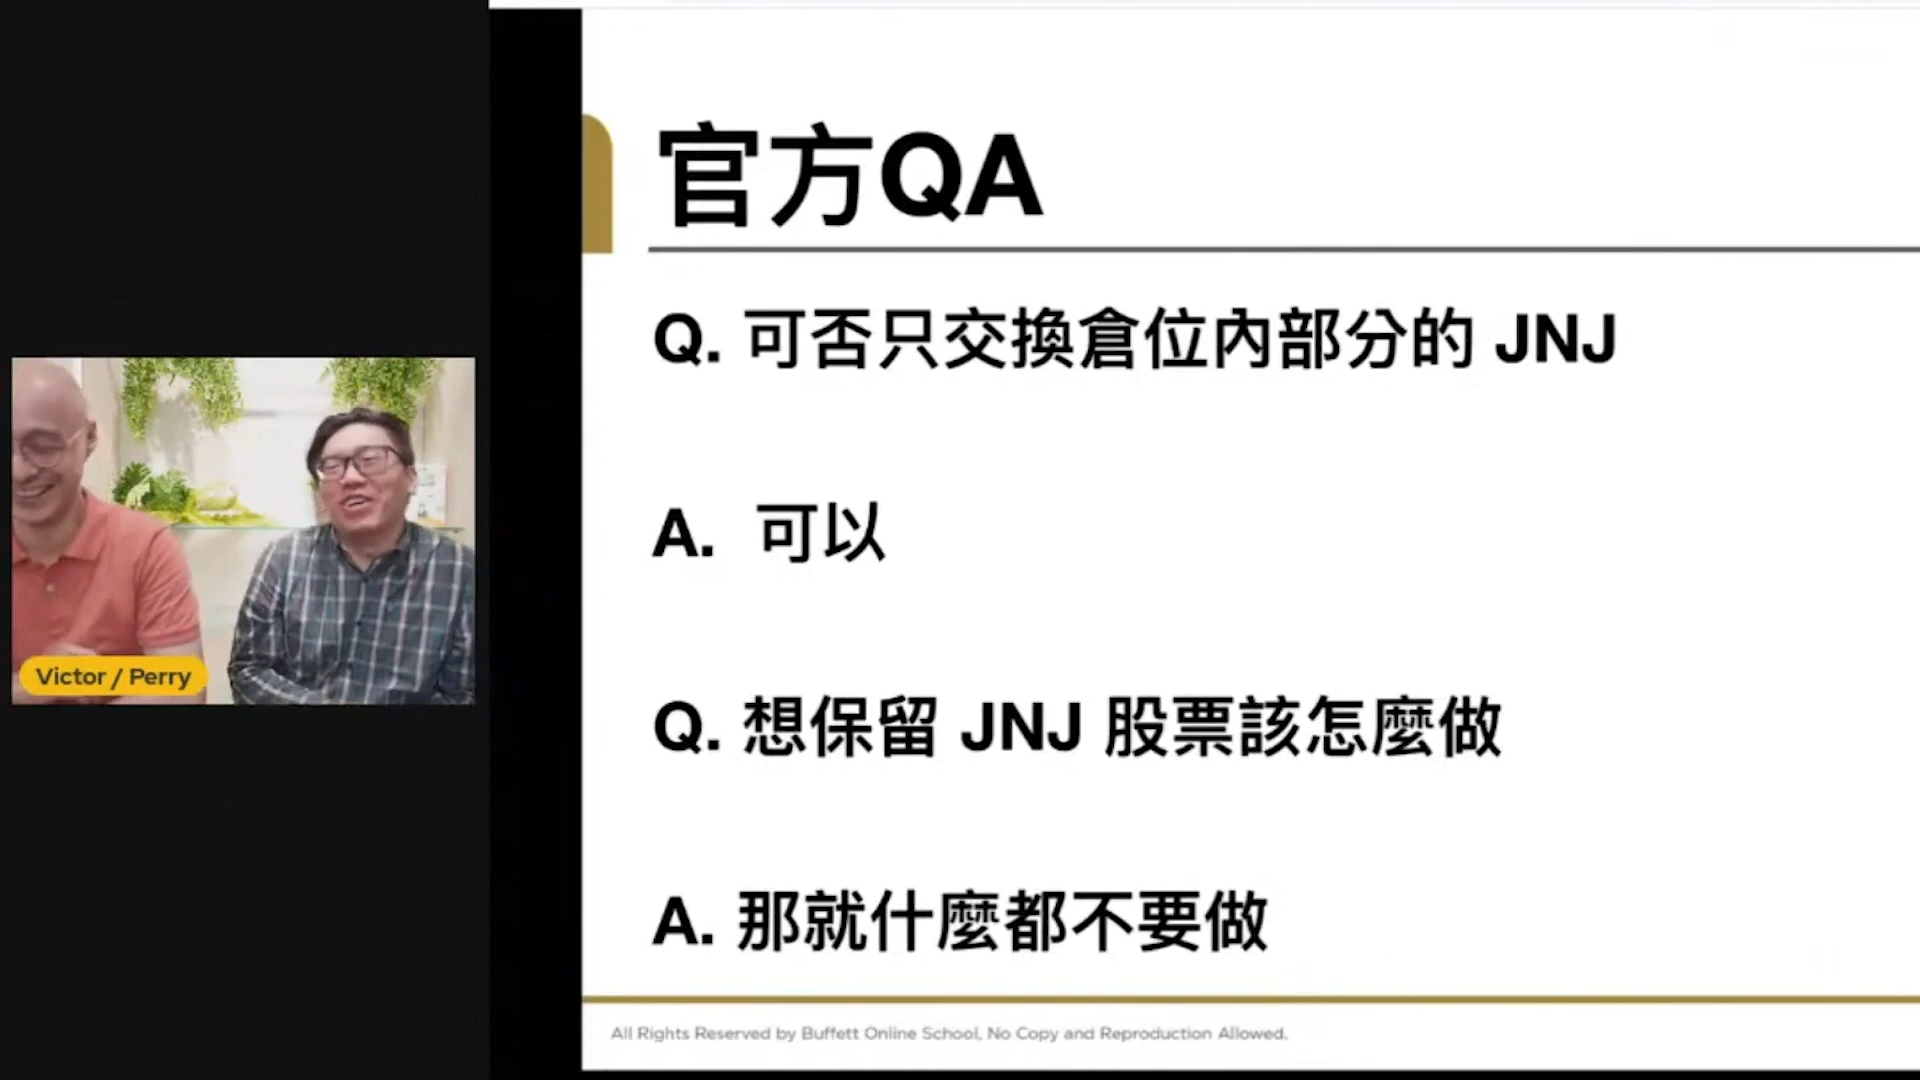 官方QA
Q. 可否只交換倉位內部分的 JNJ
A. 可以
Q. 想保留 JNJ 股票該怎麼做
A. 那就什麼都不要做
Victor / Perry
All Rights Reserved by Buffett Online School, No Copy and Reproduction Allowed.